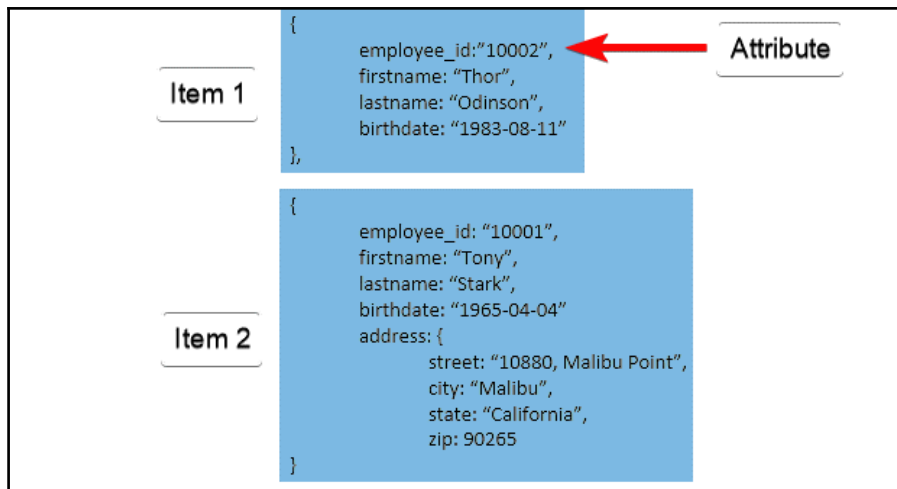 {
employee_id:“10002”,
Attribute
firstname: “Thor”,
Item 1
lastname: “Odinson”,
birthdate: “1983-08-11”
},
{
employee_id: “10001”,
firstname: “Tony”,
lastname: “Stark”,
birthdate: “1965-04-04”
Item 2
address: {
street: “10880, Malibu Point”,
city: “Malibu”,
state: “California”,
zip: 90265
}